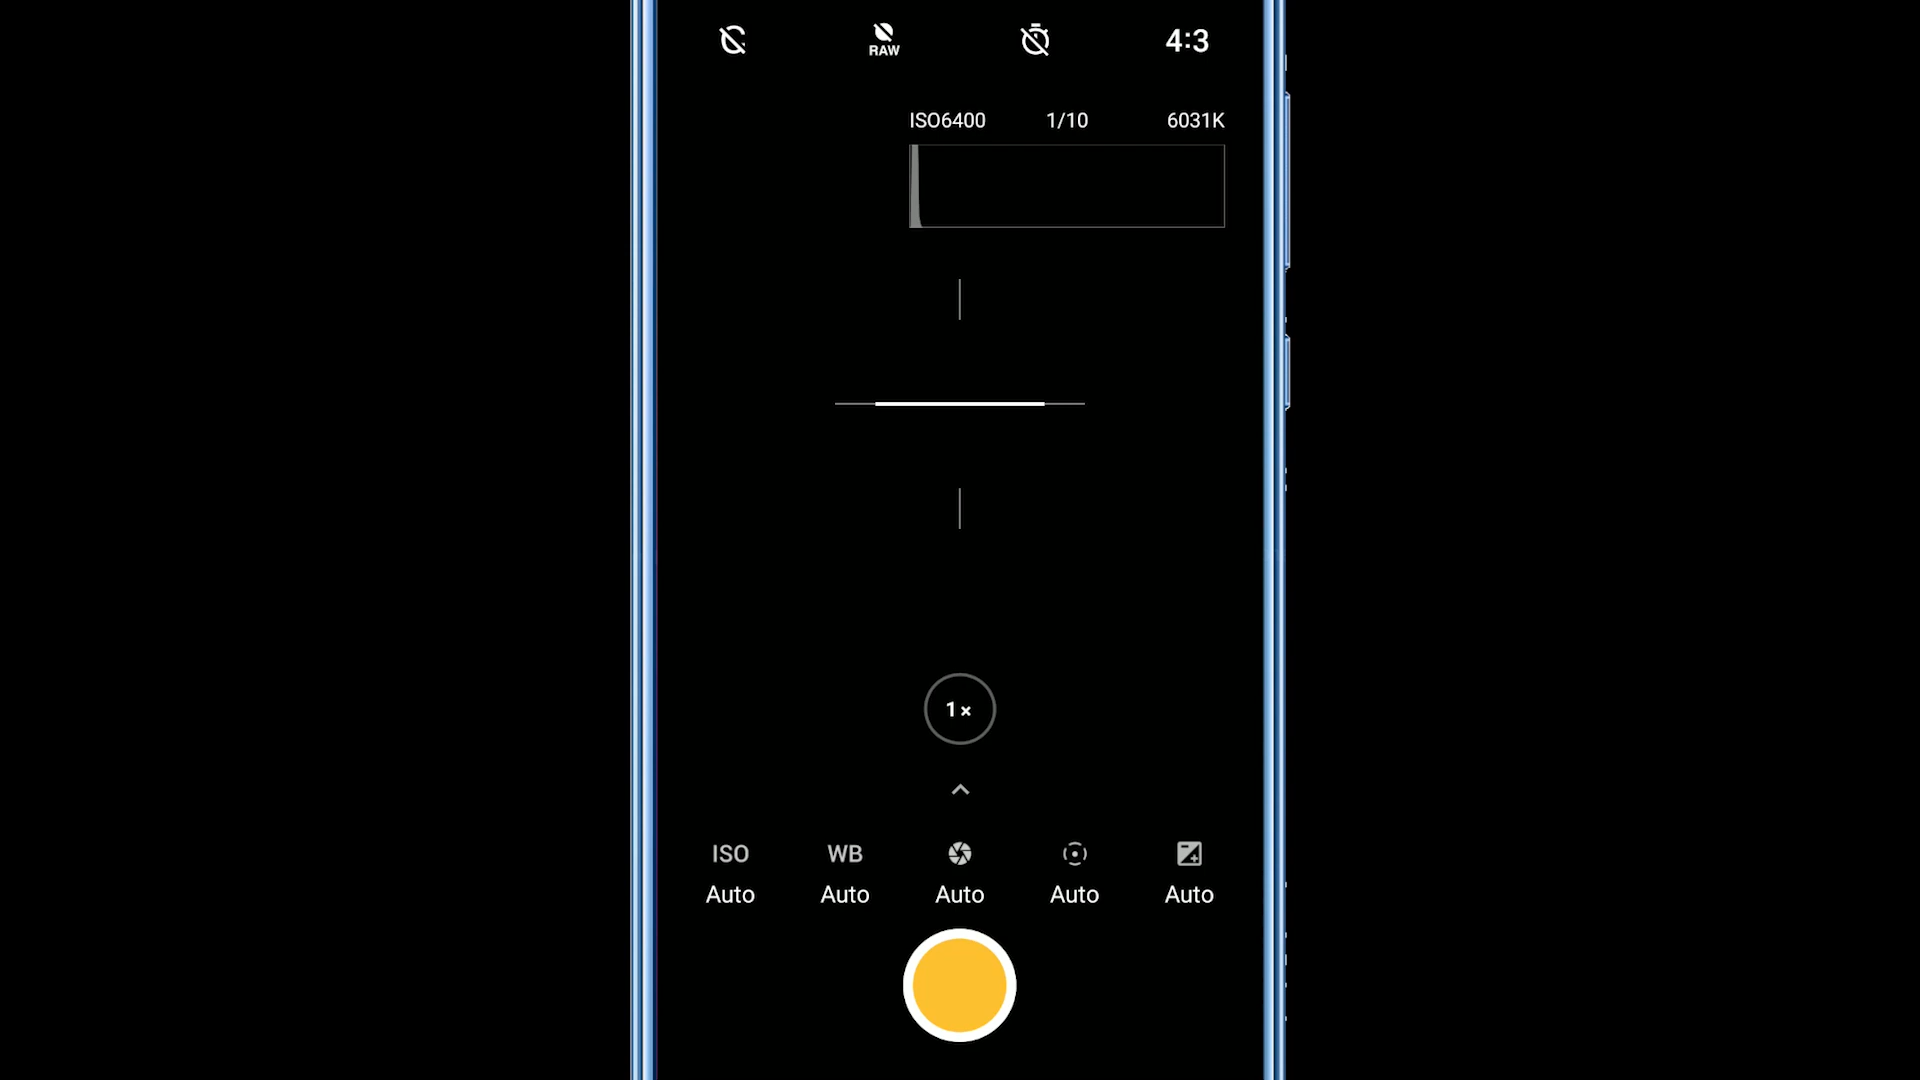 RAW
4:3
ISO6400 1/10 6031K
1×
ISO WB
Auto Auto Auto Auto Auto